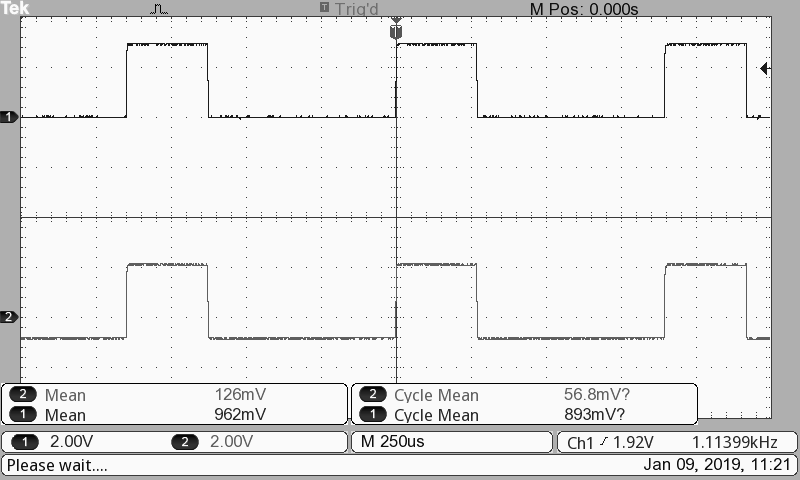 Tek T Trig'd M Pos: 0.000s
T
1
2
2 Mean 126mV 2 Cycle Mean 56.8mV?
1 Mean 962mV 1 Cycle Mean 893mV?
1 2.00V 2 2.00V M 250us Ch1 1.92V 1.11399kHz
Please wait.... Jan 09, 2019, 11:21